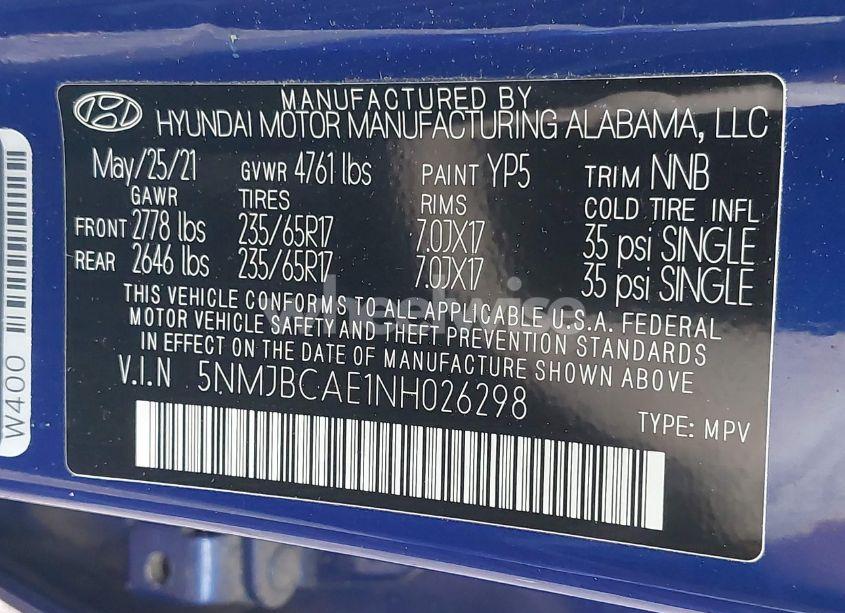 MANUFACTURED BY
HYUNDAI MOTOR MANUFACTURING ALABAMA, LLC
May/25/21 GVWR 4761 lbs PAINT YP5 TRIM NNB
GAWR TIRES RIMS COLD TIRE INFL
FRONT 2778 lbs 235/65R17 7.0JX17 35 psi SINGLE
REAR 2646 lbs 235/65R17 7.0JX17 35 psi SINGLE
THIS VEHICLE CONFORMS TO ALL APPLICABLE U.S.A. FEDERAL
MOTOR VEHICLE SAFETY AND THEFT PREVENTION STANDARDS
IN EFFECT ON THE DATE OF MANUFACTURE SHOWN ABOVE
V.I.N 5NMJBCAE1NH026298
TYPE: MPV
W400
wheelwise